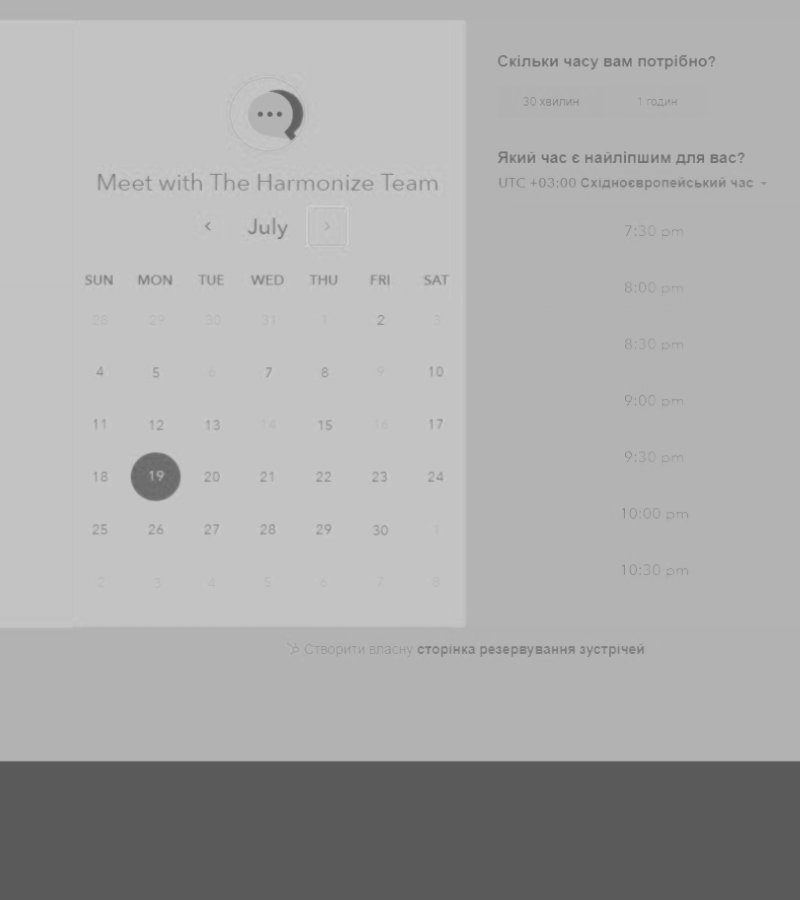 Meet with The Harmonize Team
July
SUN MON TUE WED THU FRI SAT
28 29 30 31 1 2 3
4 5 6 7 8 9 10
11 12 13 14 15 16 17
18 19 20 21 22 23 24
25 26 27 28 29 30 1
2 3 4 5 6 7 8
Скільки часу вам потрібно?
30 хвилин 1 годин
Який час є найліпшим для вас?
UTC +03:00 Східноєвропейський час
7:30 pm
8:00 pm
8:30 pm
9:00 pm
9:30 pm
10:00 pm
10:30 pm
Створити власну сторінка резервування зустрічей